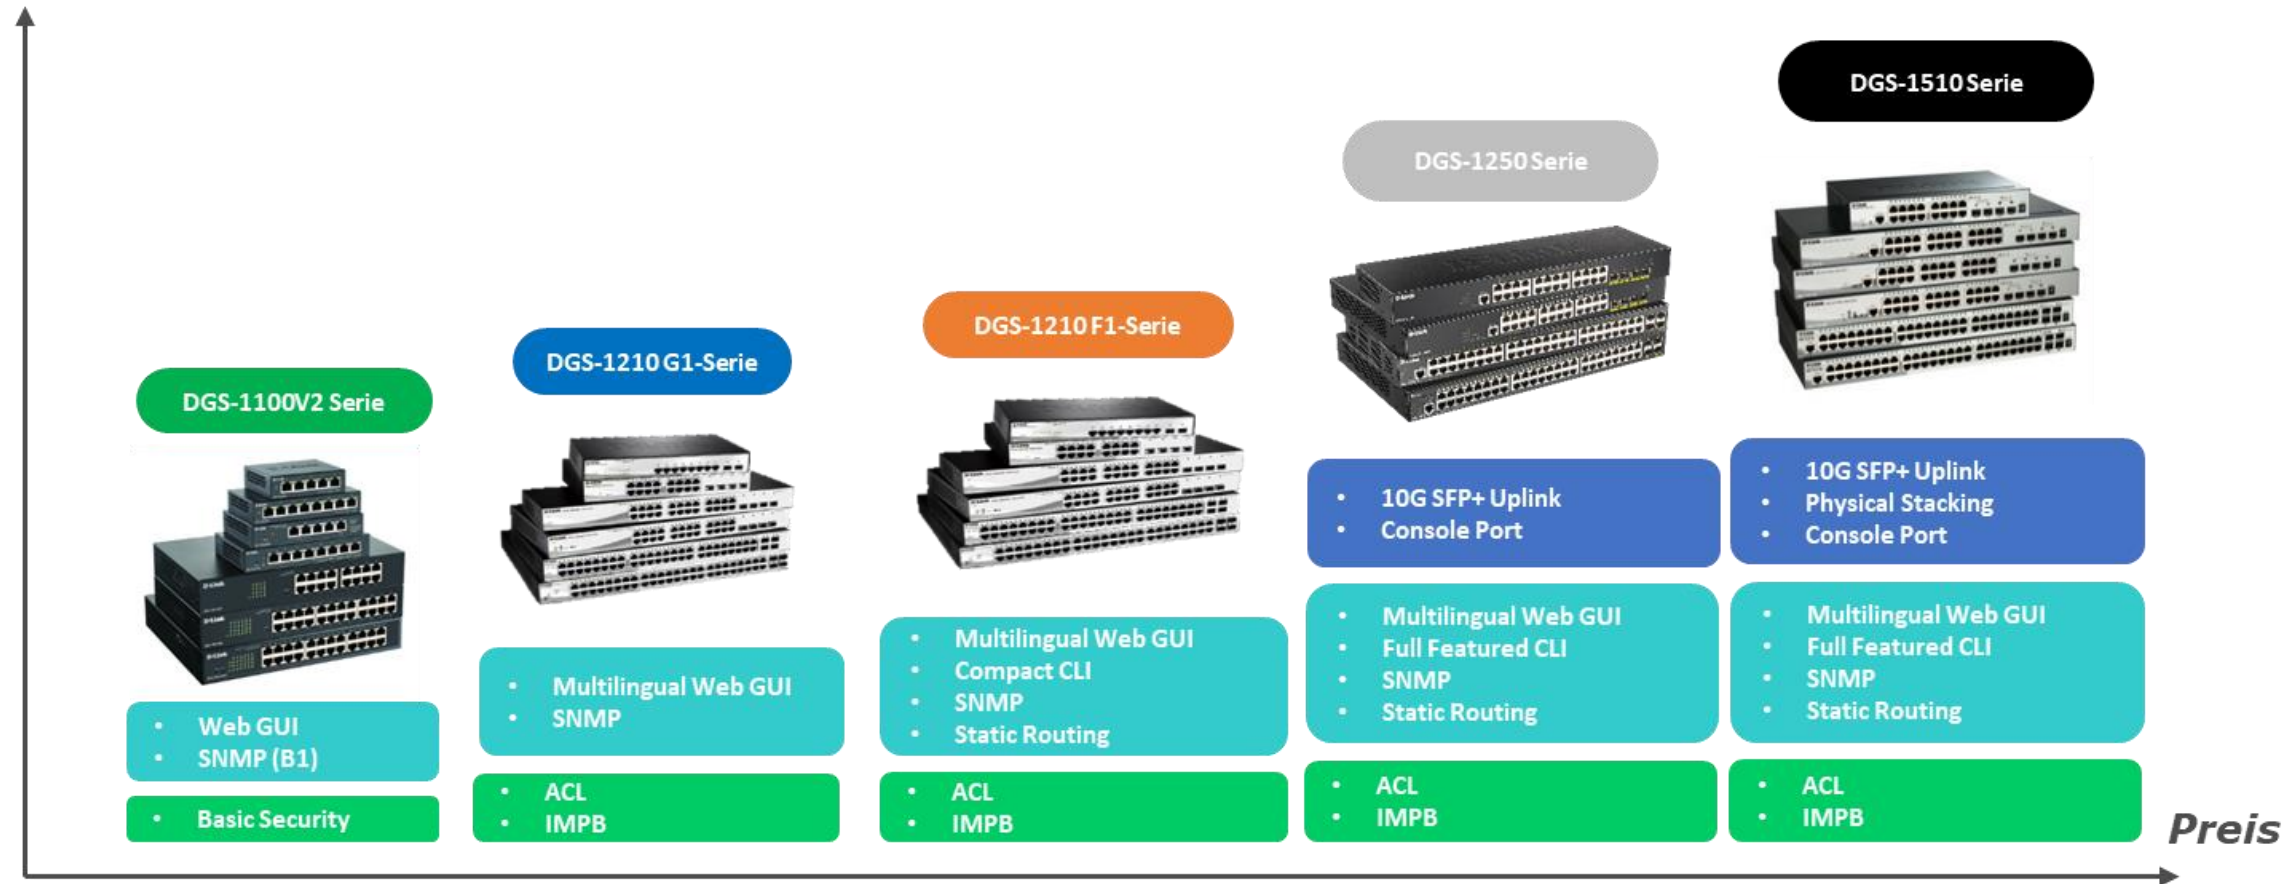 DGS-1100V2 Serie
• Web GUI
• SNMP (B1)
• Basic Security
DGS-1210 G1-Serie
• Multilingual Web GUI
• SNMP
• ACL
• IMPB
DGS-1210 F1-Serie
• Multilingual Web GUI
• Compact CLI
• SNMP
• Static Routing
• ACL
• IMPB
DGS-1250 Serie
• 10G SFP+ Uplink
• Console Port
• Multilingual Web GUI
• Full Featured CLI
• SNMP
• Static Routing
• ACL
• IMPB
DGS-1510 Serie
• 10G SFP+ Uplink
• Physical Stacking
• Console Port
• Multilingual Web GUI
• Full Featured CLI
• SNMP
• Static Routing
• ACL
• IMPB
Preis